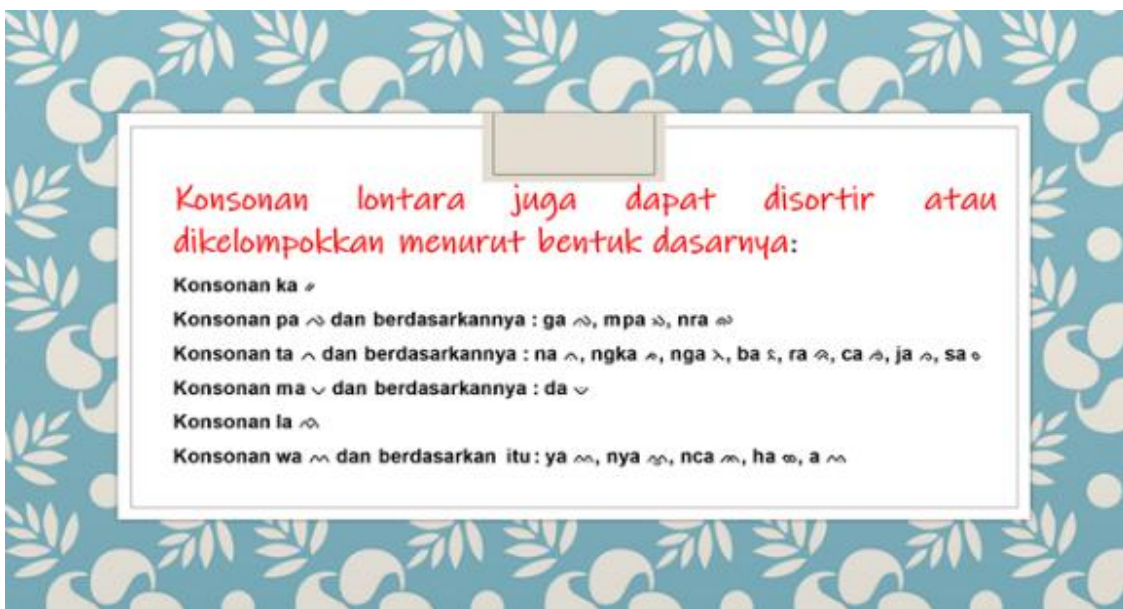 Konsonan lontara juga dapat disortir atau
dikelompokkan menurut bentuk dasarnya:
Konsonan ka ᨀ
Konsonan pa ᨄ dan berdasarkannya : ga ᨁ, mpa ᨇ, nra ᨋ
Konsonan ta ᨈ dan berdasarkannya : na ᨊ, ngka ᨃ, nga ᨂ, ba ᨅ, ra ᨑ, ca ᨌ, ja ᨍ, sa ᨔ
Konsonan ma ᨆ dan berdasarkannya : da ᨉ
Konsonan la ᨒ
Konsonan wa ᨓ dan berdasarkan itu: ya ᨐ, nya ᨎ, nca ᨏ, ha ᨖ, a ᨕ